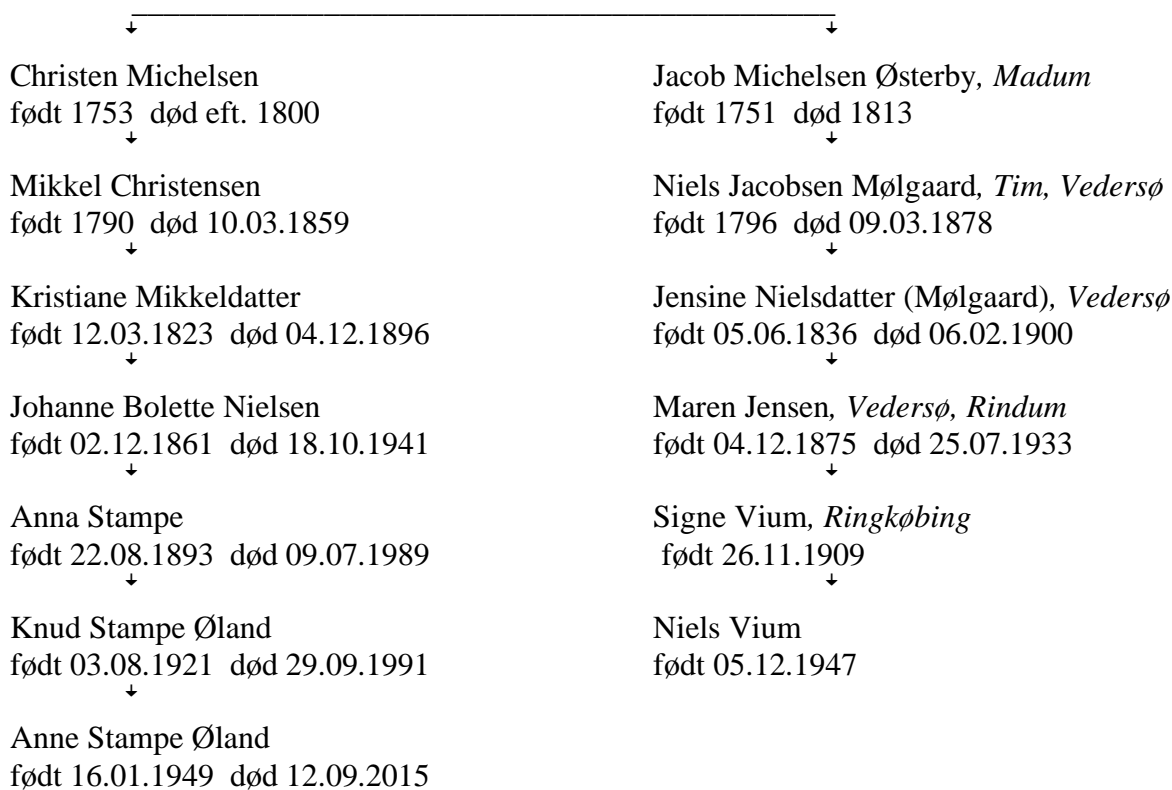 Christen Michelsen
født 1753 død eft. 1800
Mikkel Christensen
født 1790 død 10.03.1859
Kristiane Mikkeldatter
født 12.03.1823 død 04.12.1896
Johanne Bolette Nielsen
født 02.12.1861 død 18.10.1941
Anna Stampe
født 22.08.1893 død 09.07.1989
Knud Stampe Øland
født 03.08.1921 død 29.09.1991
Anne Stampe Øland
født 16.01.1949 død 12.09.2015
Jacob Michelsen Østerby, Madum
født 1751 død 1813
Niels Jacobsen Mølgaard, Tim, Vedersø
født 1796 død 09.03.1878
Jensine Nielsdatter (Mølgaard), Vedersø
født 05.06.1836 død 06.02.1900
Maren Jensen, Vedersø, Rindum
født 04.12.1875 død 25.07.1933
Signe Vium, Ringkøbing
født 26.11.1909
Niels Vium
født 05.12.1947